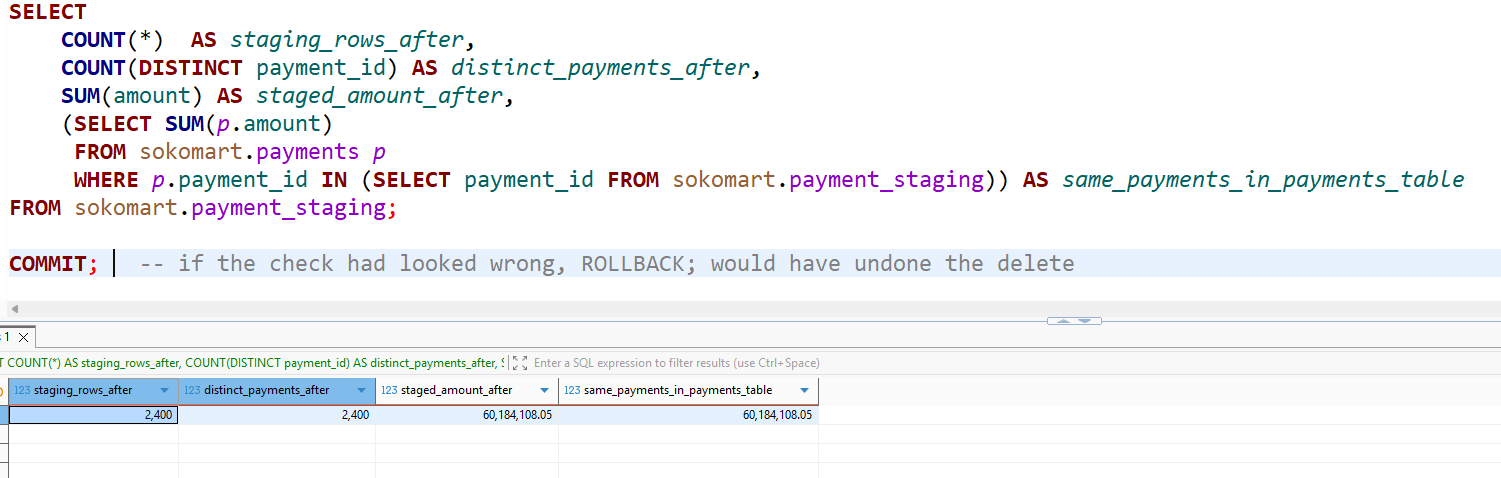 SELECT
COUNT(*) AS staging_rows_after,
COUNT(DISTINCT payment_id) AS distinct_payments_after,
SUM(amount) AS staged_amount_after,
(SELECT SUM(p.amount)
FROM sokomart.payments p
WHERE p.payment_id IN (SELECT payment_id FROM sokomart.payment_staging)) AS same_payments_in_payments_table
FROM sokomart.payment_staging;
COMMIT; -- if the check had looked wrong, ROLLBACK; would have undone the delete
1
T COUNT(*) AS staging_rows_after, COUNT(DISTINCT payment_id) AS distinct_payments_after, Enter a SQL expression to filter results (use Ctrl+Space)
123 staging_rows_after 123 distinct_payments_after 123 staged_amount_after 123 same_payments_in_payments_table
2,400 2,400 60,184,108.05 60,184,108.05